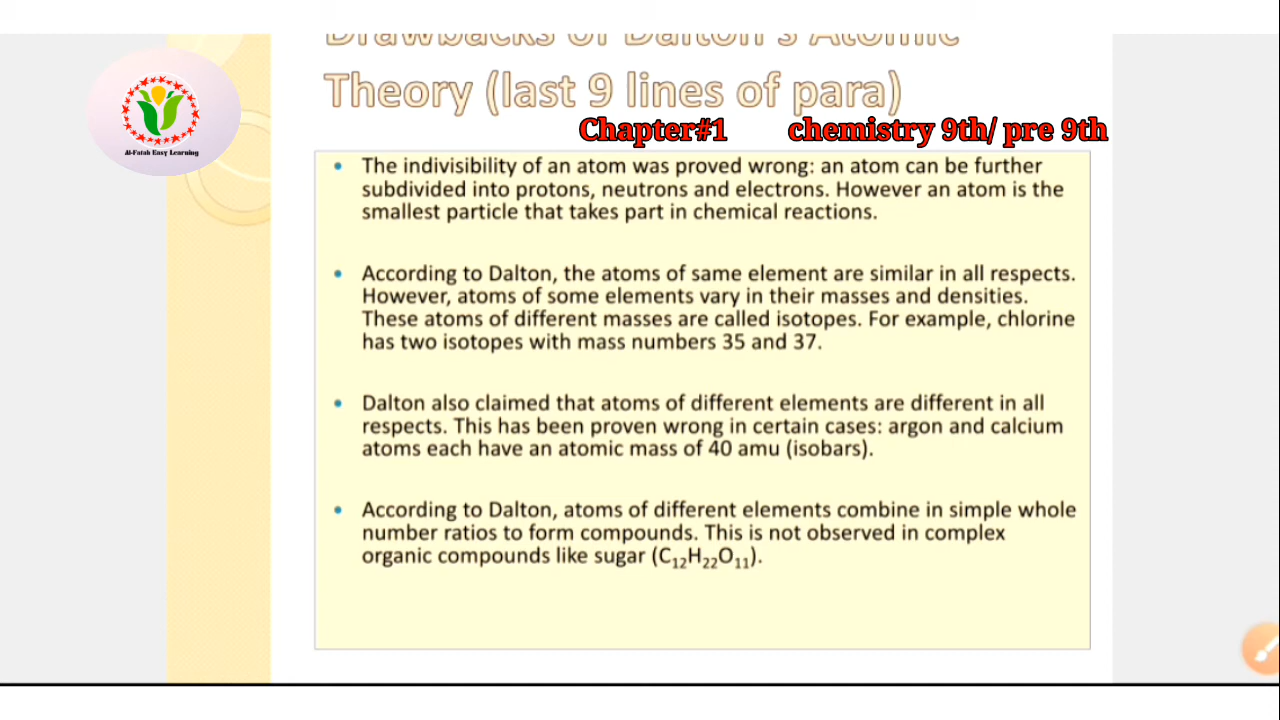 Drawbacks of Dalton's Atomic
Theory (last 9 lines of para)
Chapter#1 chemistry 9th/ pre 9th
Al-Fatah Easy Learning
• The indivisibility of an atom was proved wrong: an atom can be further
subdivided into protons, neutrons and electrons. However an atom is the
smallest particle that takes part in chemical reactions.
• According to Dalton, the atoms of same element are similar in all respects.
However, atoms of some elements vary in their masses and densities.
These atoms of different masses are called isotopes. For example, chlorine
has two isotopes with mass numbers 35 and 37.
• Dalton also claimed that atoms of different elements are different in all
respects. This has been proven wrong in certain cases: argon and calcium
atoms each have an atomic mass of 40 amu (isobars).
• According to Dalton, atoms of different elements combine in simple whole
number ratios to form compounds. This is not observed in complex
organic compounds like sugar (C₁₂H₂₂O₁₁).